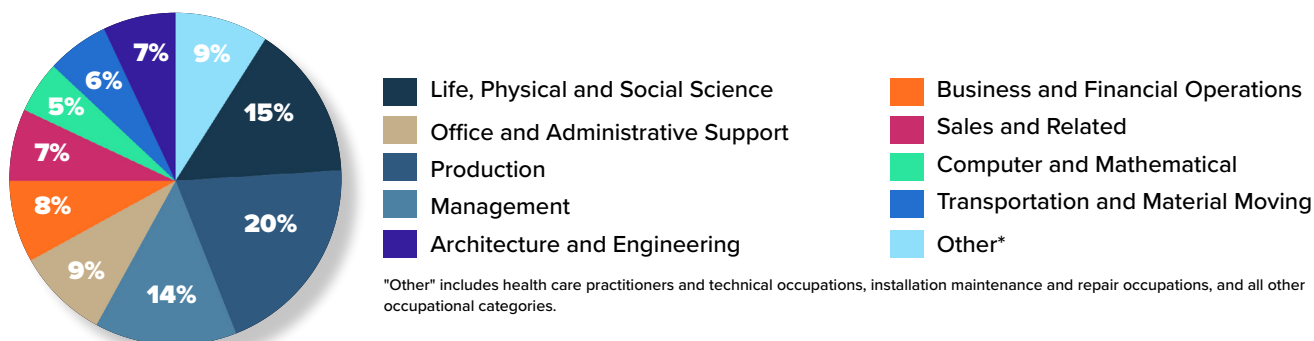 7%
9%
6%
15%
5%
7%
20%
8%
9%
14%
Life, Physical and Social Science
Office and Administrative Support
Production
Management
Architecture and Engineering
Business and Financial Operations
Sales and Related
Computer and Mathematical
Transportation and Material Moving
Other*
"Other" includes health care practitioners and technical occupations, installation maintenance and repair occupations, and all other
occupational categories.